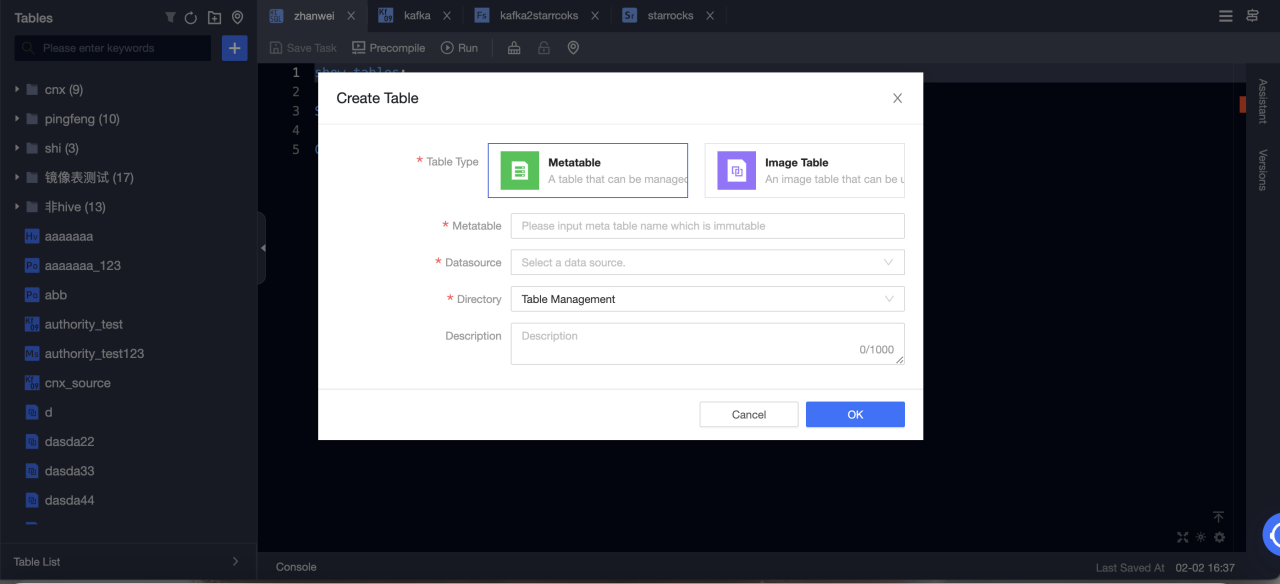 Tables
zhanwei
kafka
kafka2starrcoks
starrocks
Please enter keywords
Save Task
Precompile
Run
cnx (9)
pingfeng (10)
shi (3)
镜像表测试 (17)
非hive (13)
aaaaaaa
aaaaaaa_123
abb
authority_test
authority_test123
cnx_source
d
dasda22
dasda33
dasda44
Table List
1
2
3
4
5
show tables;
Create Table
* Table Type
Metatable
A table that can be managed
Image Table
An image table that can be u
* Metatable
Please input meta table name which is immutable
* Datasource
Select a data source.
* Directory
Table Management
Description
Description
0/1000
Cancel
OK
Assistant
Versions
Console
Last Saved At 02-02 16:37